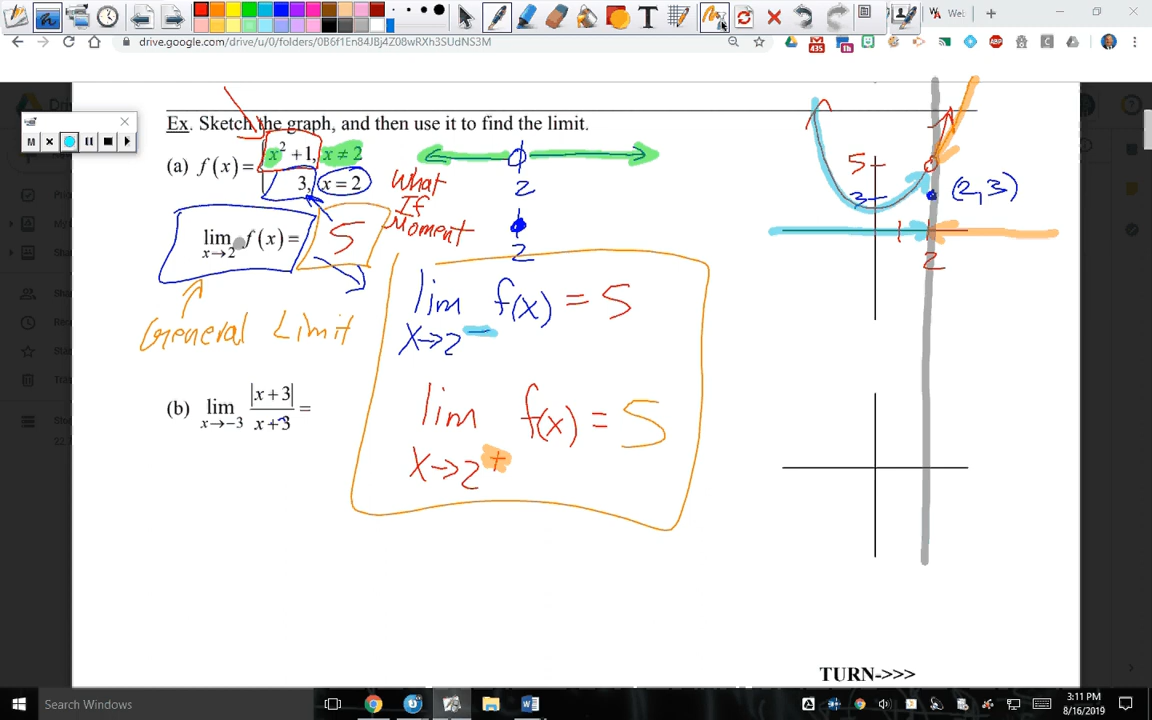 Wei
drive.google.com/drive/u/0/folders/0B6f1En84JBj4Z08wRXh3SUdNS3M
435
1h
Ex. Sketch the graph, and then use it to find the limit.
(a) f(x) = { x² + 1, x ≠ 2
3, x = 2
2
What
If
Moment
2
5
3
(2,3)
2
lim f(x) = 5
x→2
General Limit
lim f(x) = 5
x→2⁻
lim f(x) = 5
x→2⁺
(b) lim |x+3| / x+3 =
x→-3
TURN->>>
M
Search Windows
3:11 PM
8/16/2019